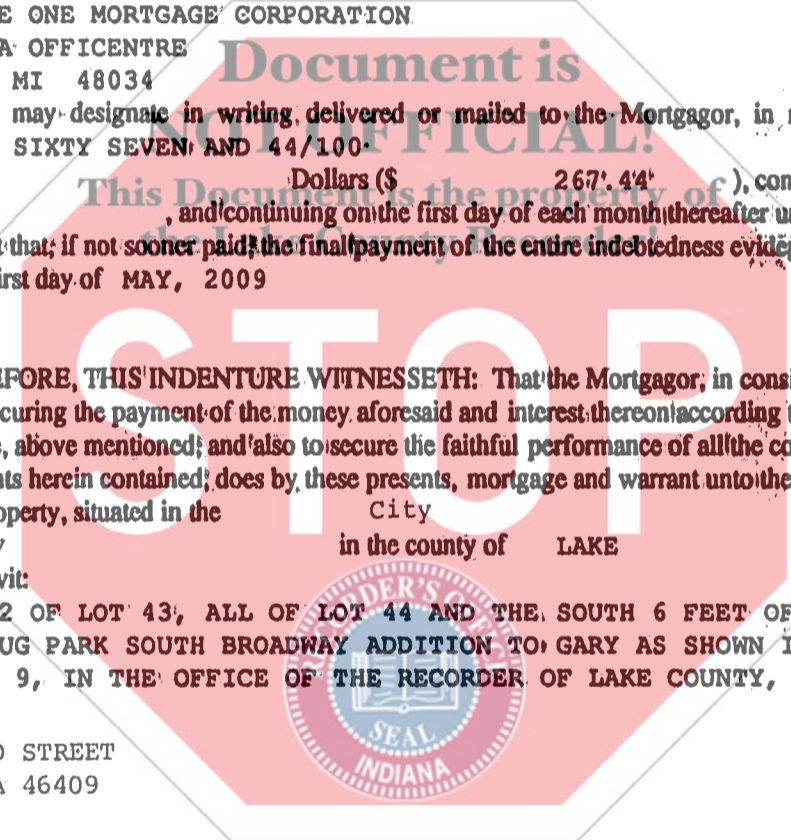 E ONE MORTGAGE CORPORATION
A OFFICENTRE
MI 48034
may designate in writing, delivered or mailed to the Mortgagor, in
SIXTY SEVEN AND 44/100
Dollars ($ 267.44 ), con
, and continuing on the first day of each month thereafter u
t that, if not sooner paid, the final payment of the entire indebtedness evide
irst day of MAY, 2009
EFORE, THIS INDENTURE WITNESSETH: That the Mortgagor, in consi
curing the payment of the money aforesaid and interest thereon according t
, above mentioned, and also to secure the faithful performance of all the co
nts herein contained, does by these presents, mortgage and warrant unto the
operty, situated in the City
y in the county of LAKE
wit:
2 OF LOT 43, ALL OF LOT 44 AND THE SOUTH 6 FEET OF
UG PARK SOUTH BROADWAY ADDITION TO GARY AS SHOWN I
9, IN THE OFFICE OF THE RECORDER OF LAKE COUNTY,
D STREET
A 46409
Document is
NOT OFFICIAL!
This Document is the property of
the Lake County Recorder!
STOP
RECORDER'S OFFICE
SEAL
INDIANA